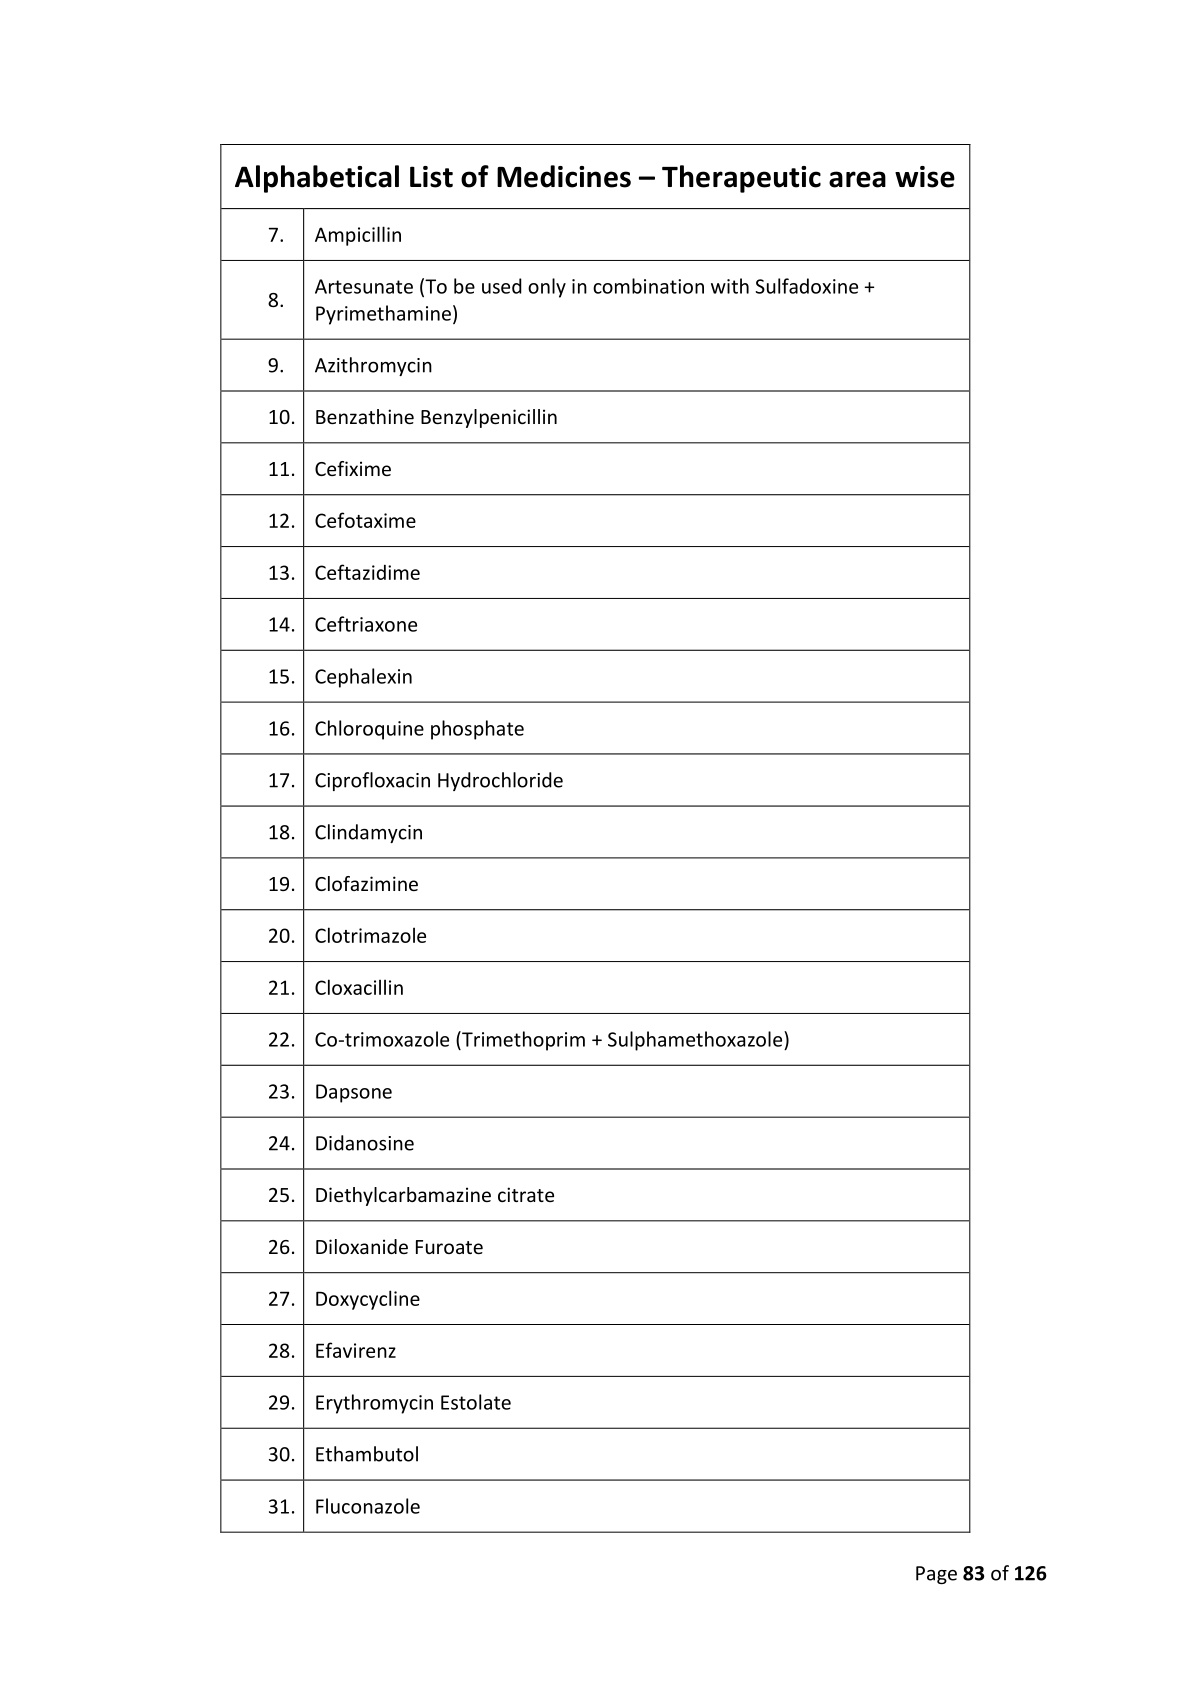 Alphabetical List of Medicines – Therapeutic area wise
7. Ampicillin
8. Artesunate (To be used only in combination with Sulfadoxine +
Pyrimethamine)
9. Azithromycin
10. Benzathine Benzylpenicillin
11. Cefixime
12. Cefotaxime
13. Ceftazidime
14. Ceftriaxone
15. Cephalexin
16. Chloroquine phosphate
17. Ciprofloxacin Hydrochloride
18. Clindamycin
19. Clofazimine
20. Clotrimazole
21. Cloxacillin
22. Co-trimoxazole (Trimethoprim + Sulphamethoxazole)
23. Dapsone
24. Didanosine
25. Diethylcarbamazine citrate
26. Diloxanide Furoate
27. Doxycycline
28. Efavirenz
29. Erythromycin Estolate
30. Ethambutol
31. Fluconazole
Page 83 of 126